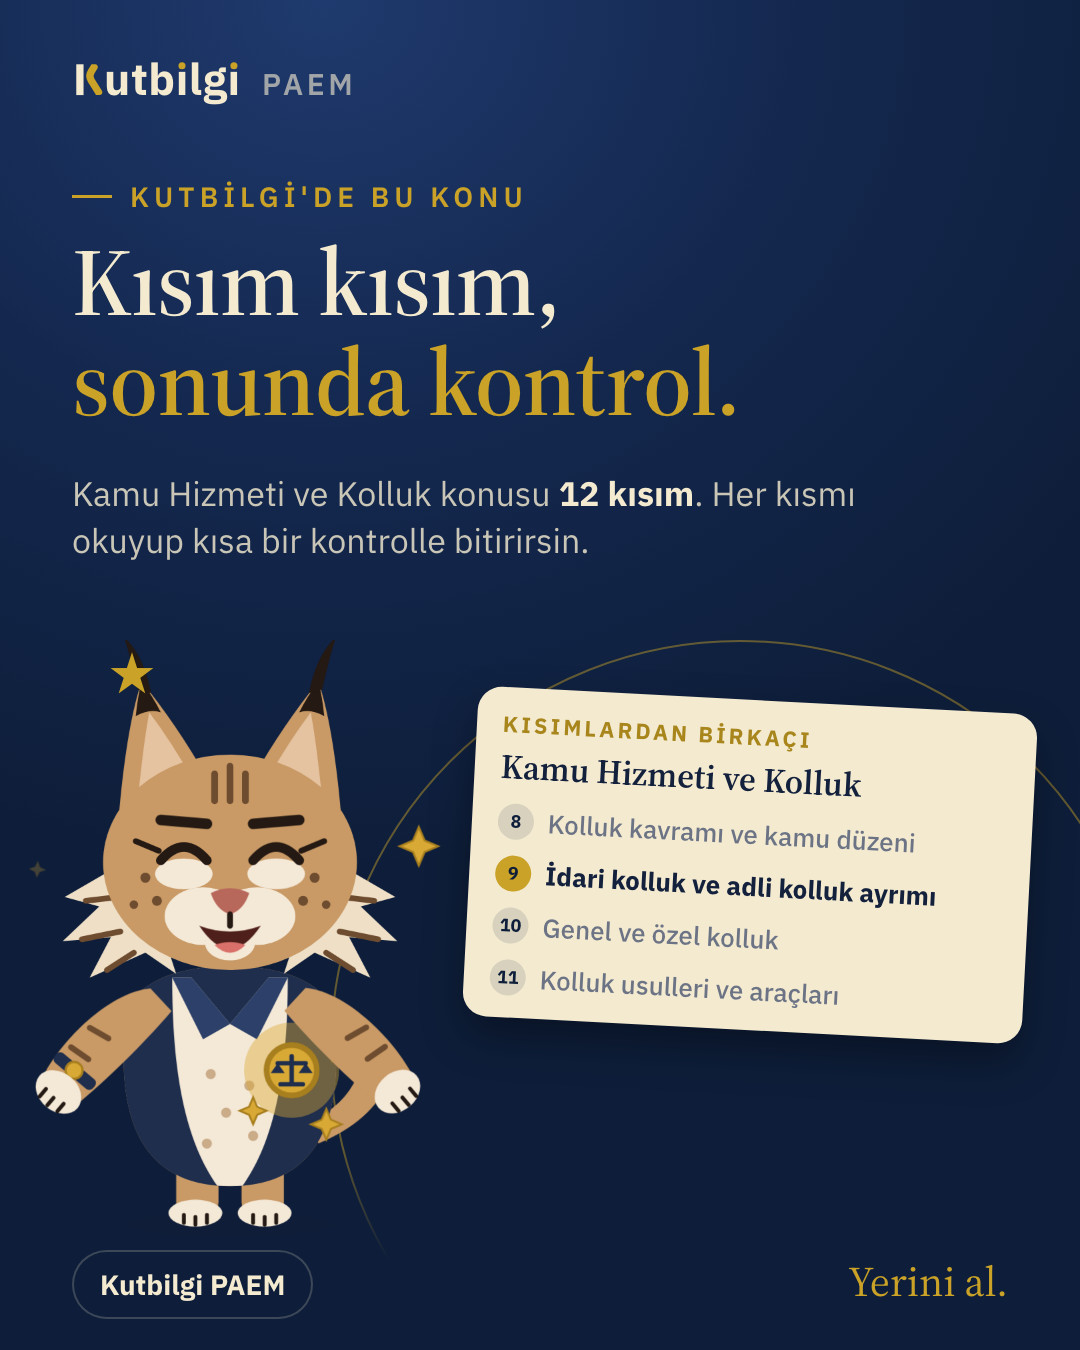 Kutbilgi PAEM
KUTBİLGİ'DE BU KONU
Kısım kısım,
sonunda kontrol.
Kamu Hizmeti ve Kolluk konusu 12 kısım. Her kısmı
okuyup kısa bir kontrolle bitirirsin.
KISIMLARDAN BİRKAÇI
Kamu Hizmeti ve Kolluk
8 Kolluk kavramı ve kamu düzeni
9 İdari kolluk ve adli kolluk ayrımı
10 Genel ve özel kolluk
11 Kolluk usulleri ve araçları
Kutbilgi PAEM
Yerini al.